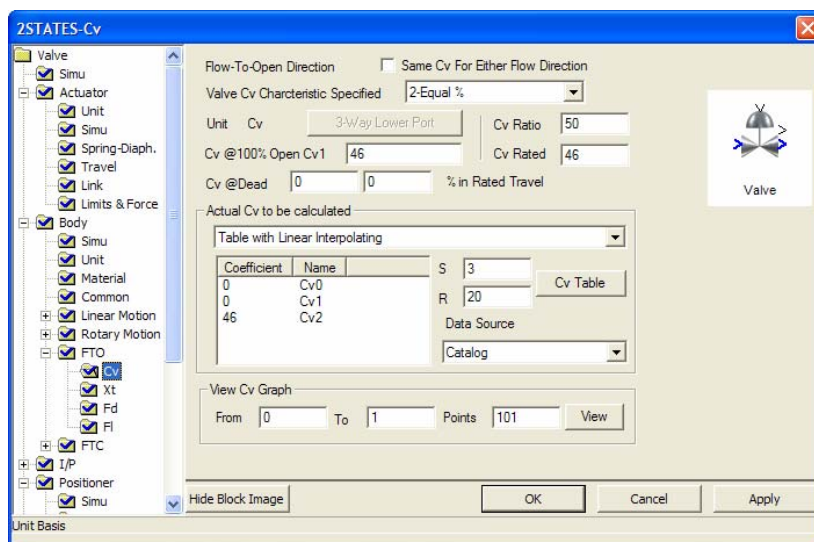 2STATES-Cv
Valve
Simu
Actuator
Unit
Simu
Spring-Diaph.
Travel
Link
Limits & Force
Body
Simu
Unit
Material
Common
Linear Motion
Rotary Motion
FTO
Cv
Xt
Fd
Fl
FTC
I/P
Positioner
Simu
Flow-To-Open Direction Same Cv For Either Flow Direction
Valve Cv Charcteristic Specified 2-Equal %
Unit Cv 3-Way Lower Port Cv Ratio 50
Cv @100% Open Cv1 46 Cv Rated 46
Cv @Dead 0 0 % in Rated Travel
Valve
Actual Cv to be calculated
Table with Linear Interpolating
Coefficient Name
0 Cv0
0 Cv1
46 Cv2
S 3
R 20
Cv Table
Data Source
Catalog
View Cv Graph
From 0 To 1 Points 101 View
Hide Block Image OK Cancel Apply
Unit Basis